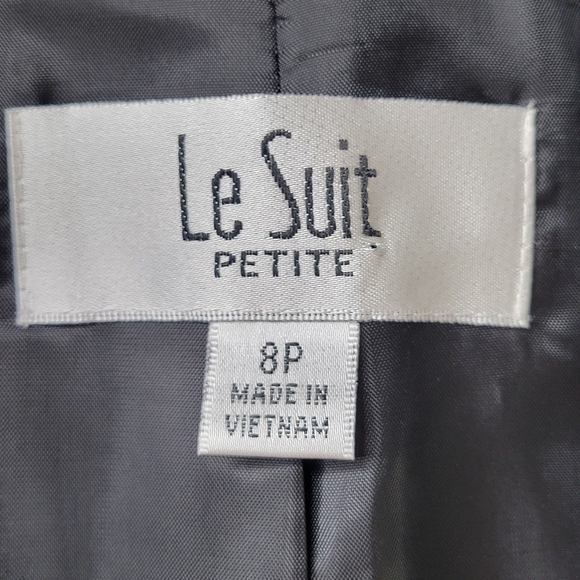 Le Suit
PETITE
8P
MADE IN
VIETNAM